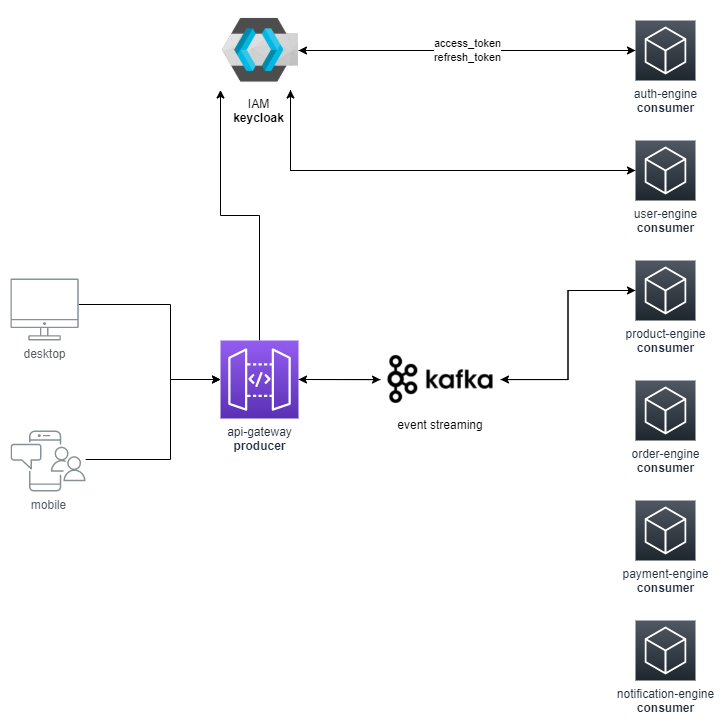 access_token
refresh_token
IAM
keycloak
auth-engine
consumer
user-engine
consumer
product-engine
consumer
desktop
</>
kafka
api-gateway
producer
event streaming
order-engine
consumer
mobile
payment-engine
consumer
notification-engine
consumer